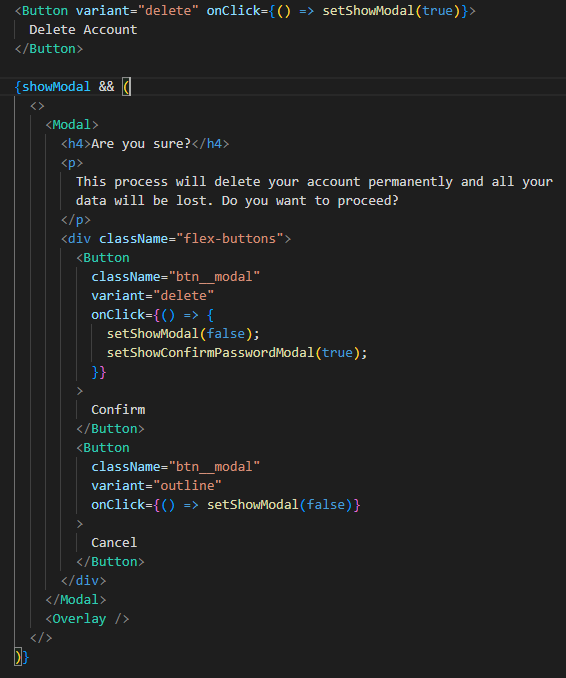 <Button variant="delete" onClick={() => setShowModal(true)}>
  Delete Account
</Button>

{showModal && (
  <>
    <Modal>
      <h4>Are you sure?</h4>
      <p>
        This process will delete your account permanently and all your
        data will be lost. Do you want to proceed?
      </p>
      <div className="flex-buttons">
        <Button
          className="btn__modal"
          variant="delete"
          onClick={() => {
            setShowModal(false);
            setShowConfirmPasswordModal(true);
          }}
        >
          Confirm
        </Button>
        <Button
          className="btn__modal"
          variant="outline"
          onClick={() => setShowModal(false)}
        >
          Cancel
        </Button>
      </div>
    </Modal>
    <Overlay />
  </>
)}